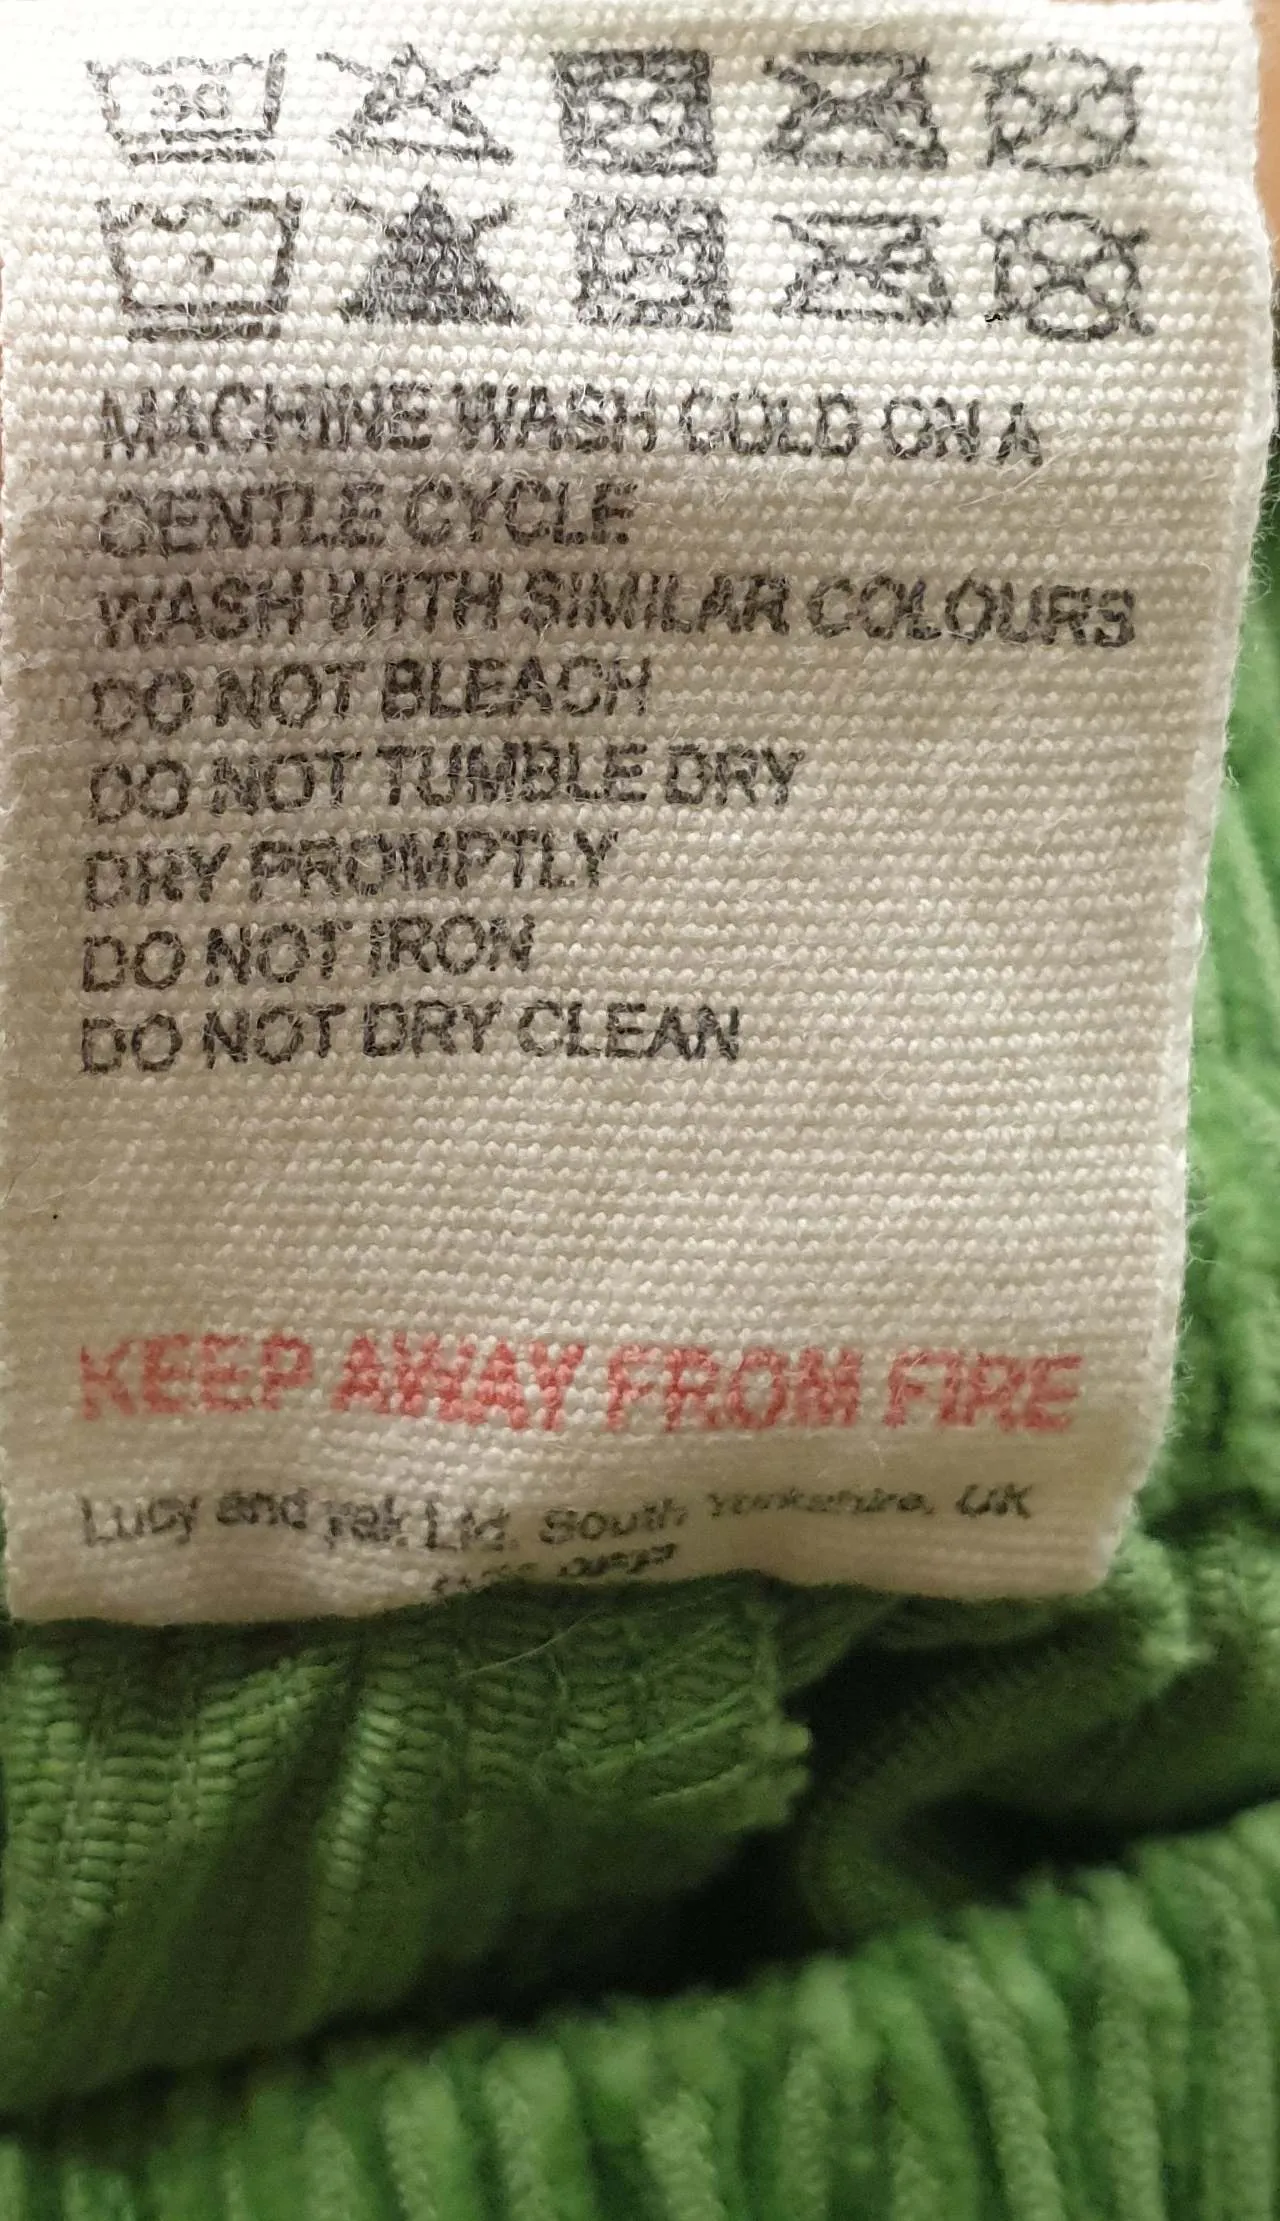 30
MACHINE WASH COLD ON A
GENTLE CYCLE
WASH WITH SIMILAR COLOURS
DO NOT BLEACH
DO NOT TUMBLE DRY
DRY PROMPTLY
DO NOT IRON
DO NOT DRY CLEAN
KEEP AWAY FROM FIRE
Lucy and yak Ltd. South Yorkshire, UK